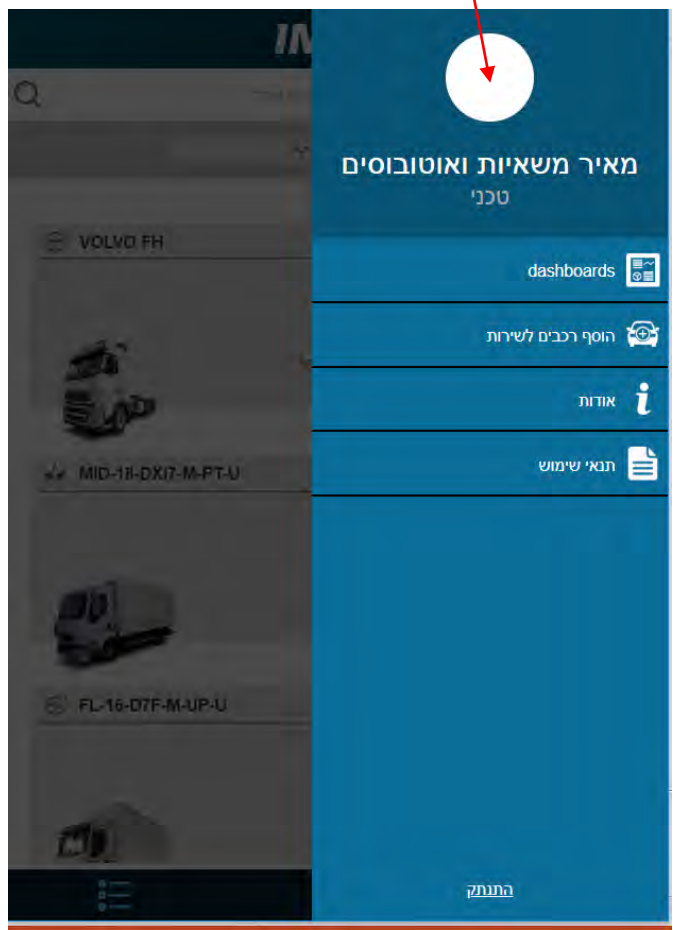 IM
מאיר משאיות ואוטובוסים
טכני
dashboards
הוסף רכבים לשירות
אודות
תנאי שימוש
התנתק
VOLVO FH
MID-18-DXI7-M-PT-U
FL-16-D7F-M-UP-U